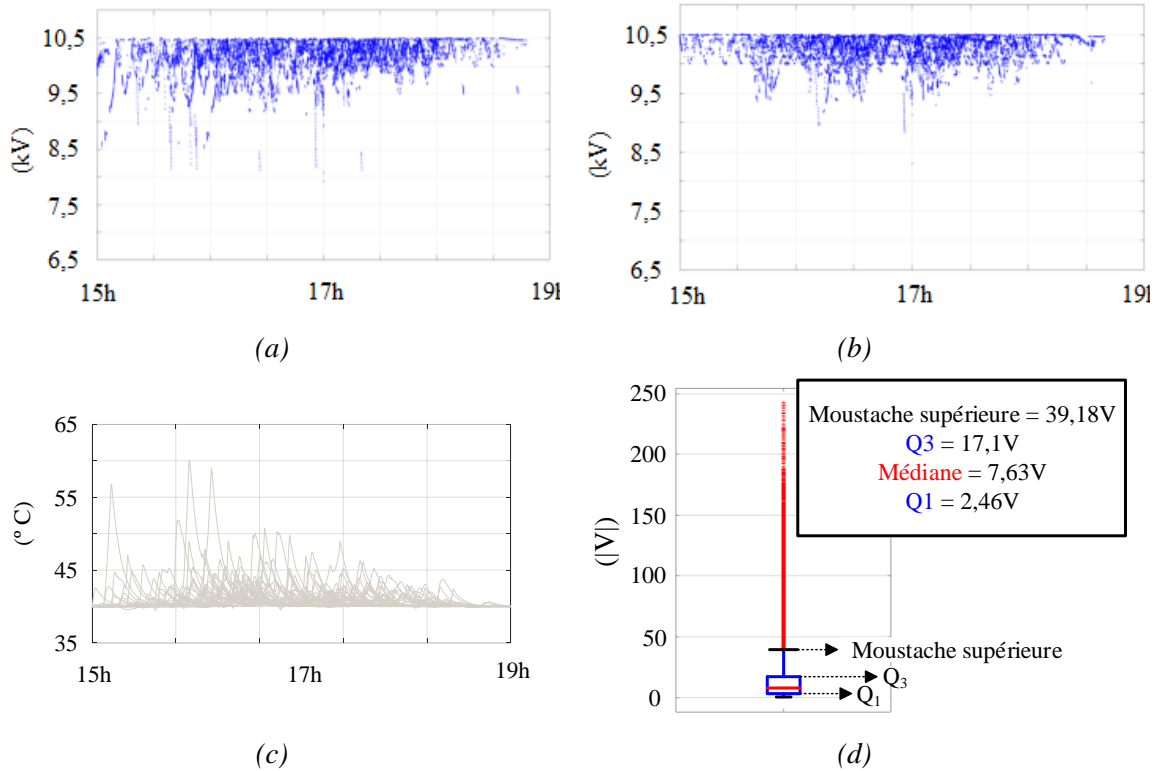 10,5
9,5
8,5
7,5
6,5
(kV)
15h
17h
19h
(a)
10,5
9,5
8,5
7,5
6,5
(kV)
15h
17h
19h
(b)
65
55
45
35
(º C)
15h
17h
19h
(c)
250
200
150
100
50
0
(|V|)
Moustache supérieure = 39,18V
Q3 = 17,1V
Médiane = 7,63V
Q1 = 2,46V
Moustache supérieure
Q3
Q1
(d)